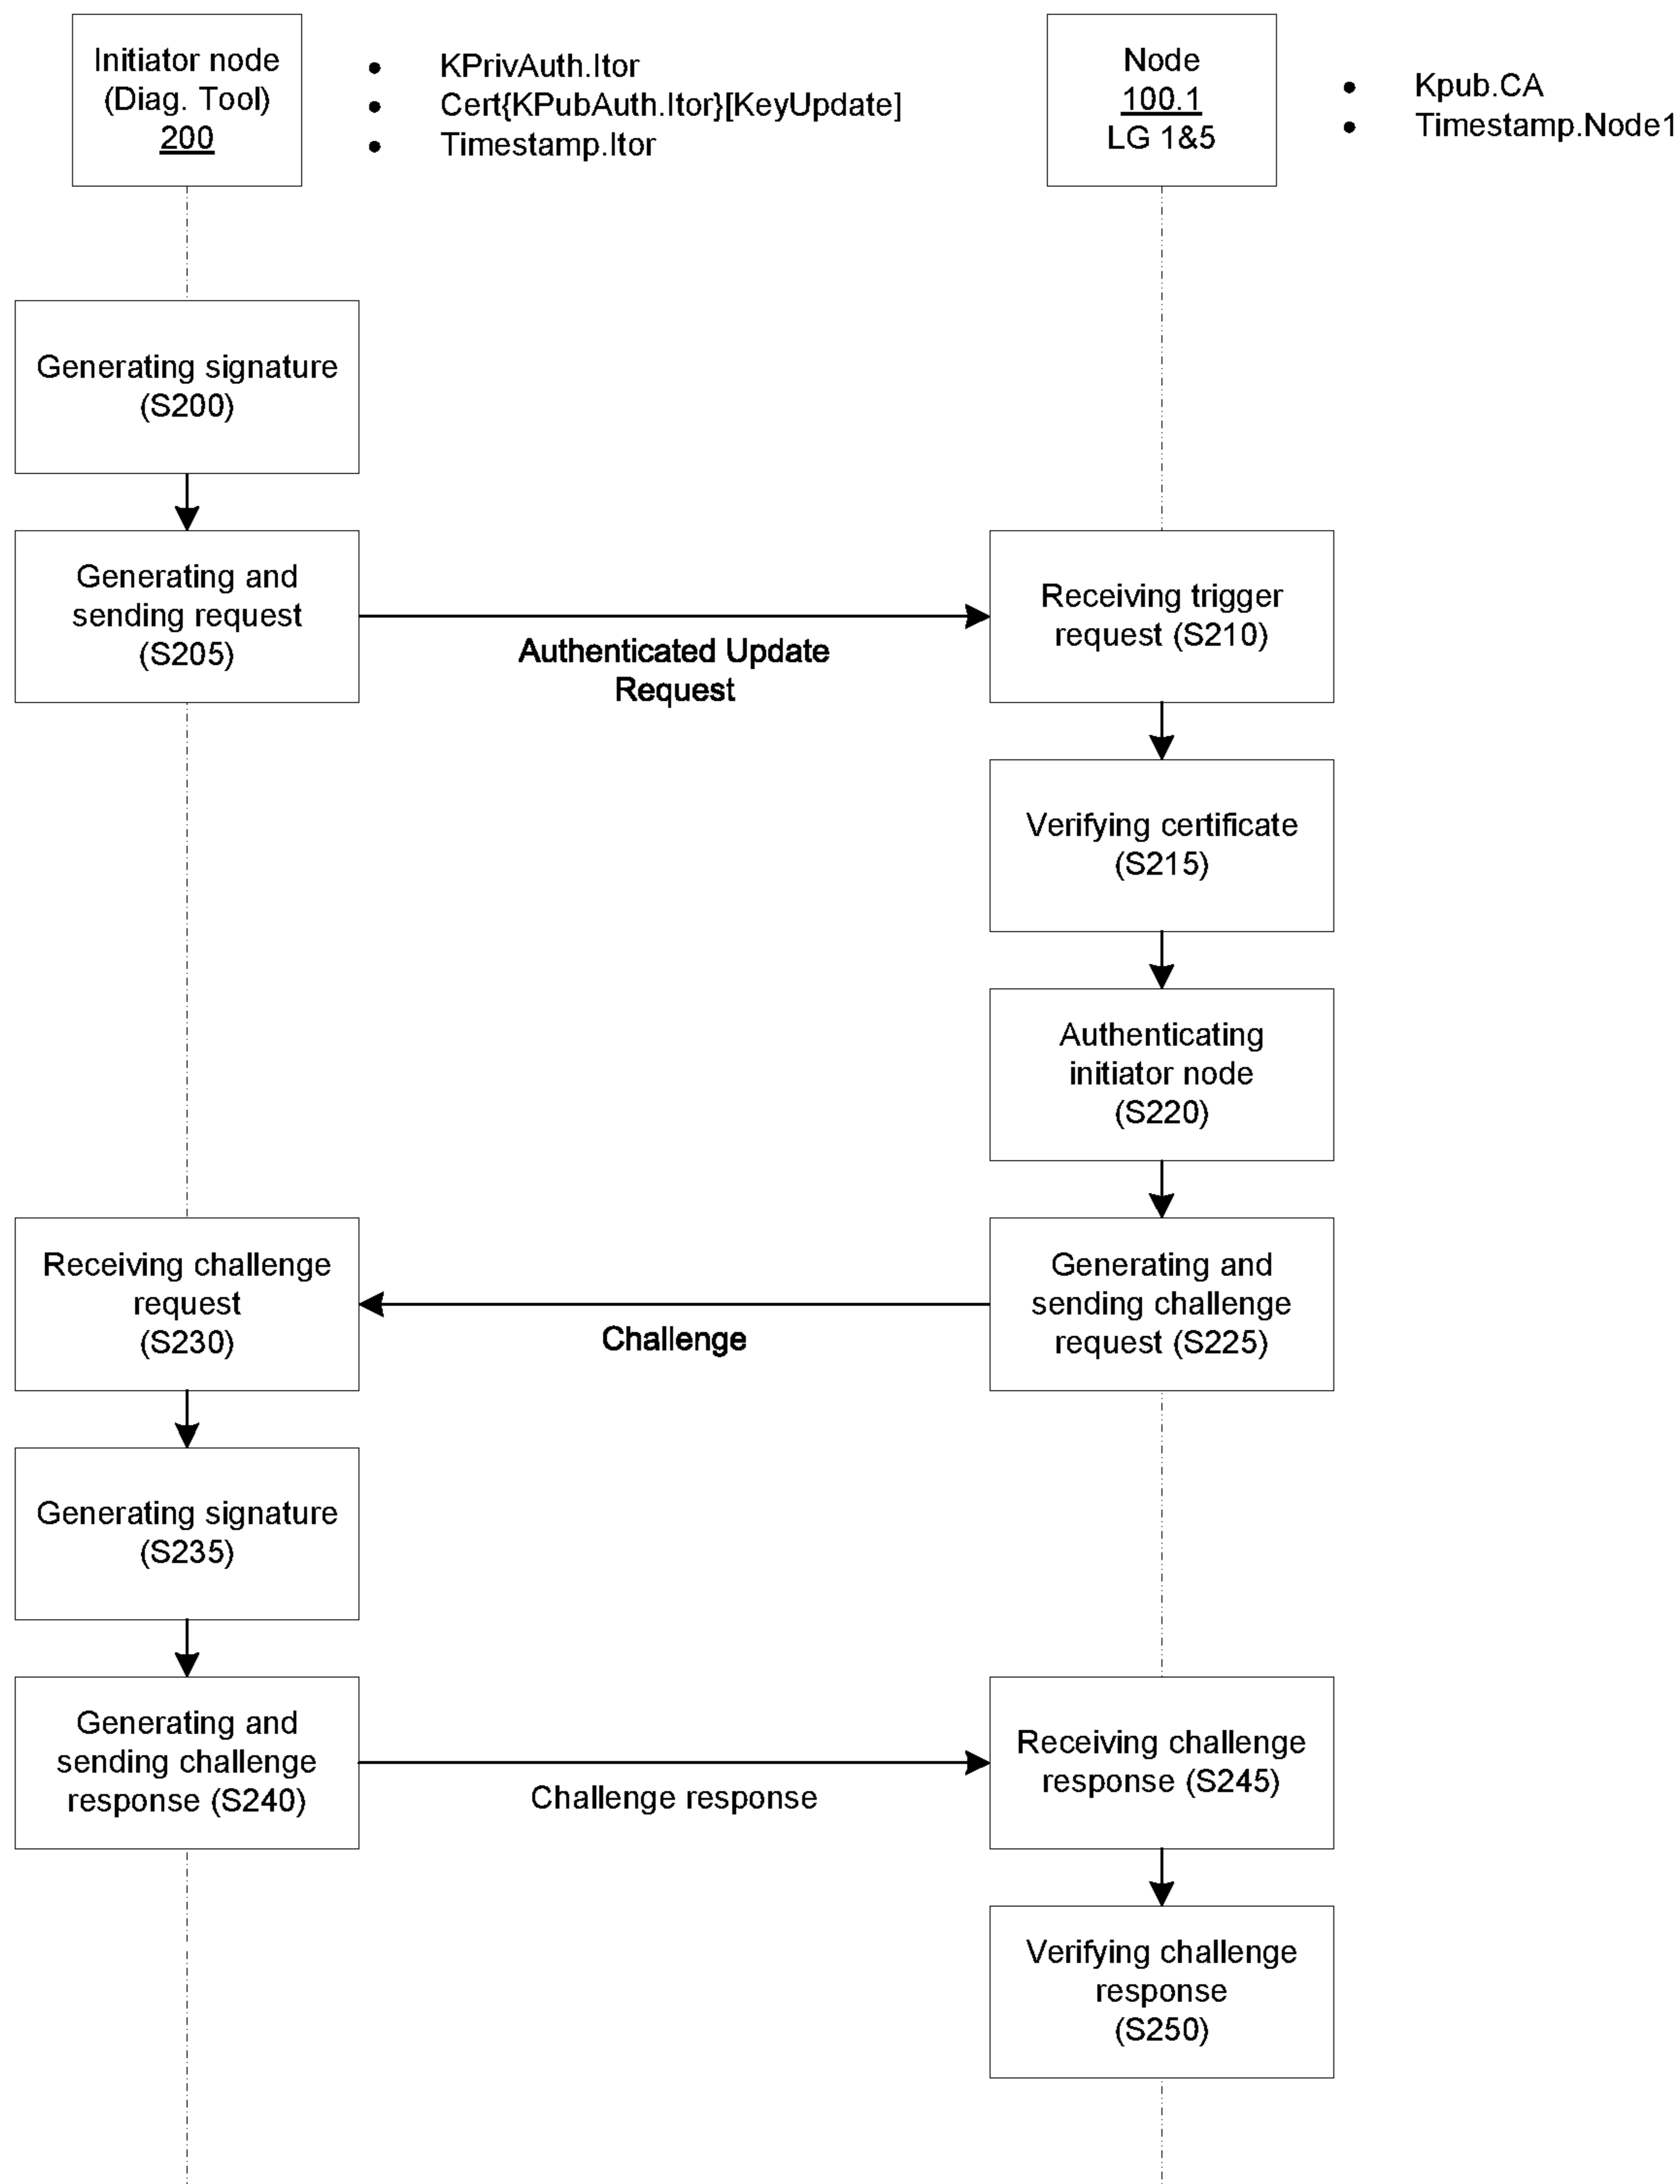 Initiator node
(Diag. Tool)
200
• KPrivAuth.Itor
• Cert{KPubAuth.Itor}[KeyUpdate]
• Timestamp.Itor
Node
100.1
LG 1&5
• Kpub.CA
• Timestamp.Node1
Generating signature
(S200)
Generating and
sending request
(S205)
Authenticated Update
Request
Receiving trigger
request (S210)
Verifying certificate
(S215)
Authenticating
initiator node
(S220)
Generating and
sending challenge
request (S225)
Challenge
Receiving challenge
request
(S230)
Generating signature
(S235)
Generating and
sending challenge
response (S240)
Challenge response
Receiving challenge
response (S245)
Verifying challenge
response
(S250)